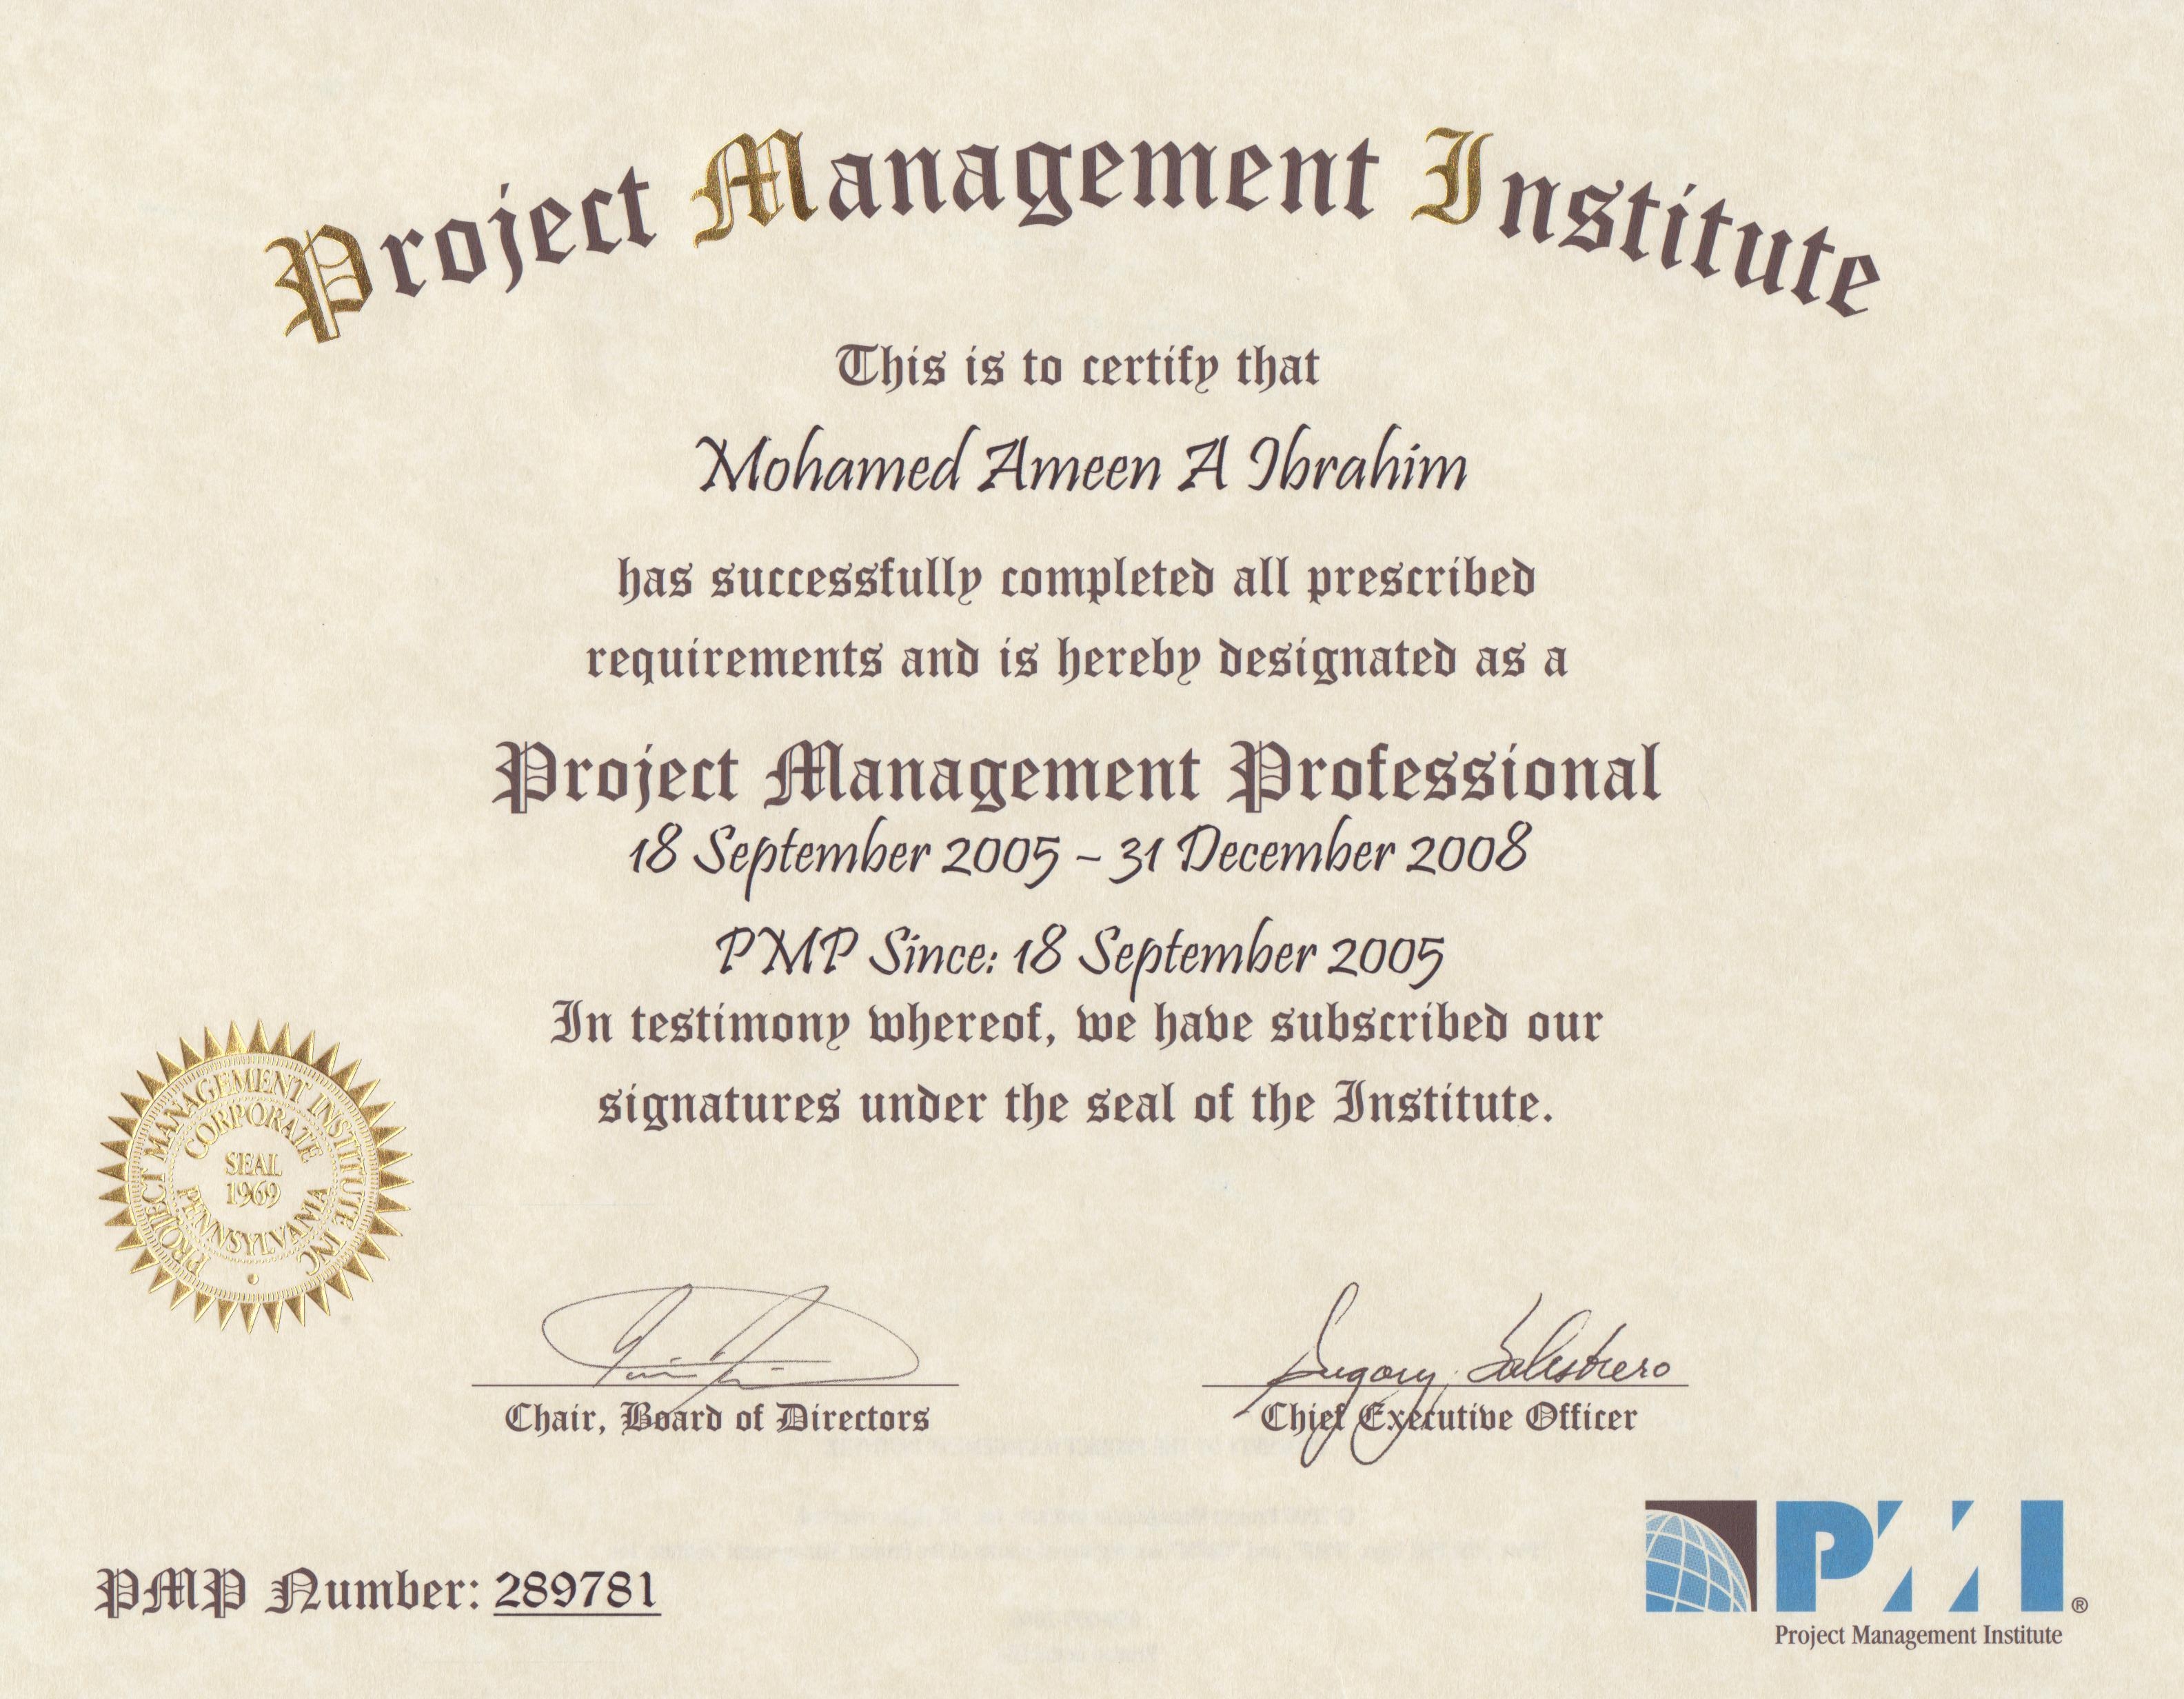 Project Management Institute
This is to certify that
Mohamed Ameen A Ibrahim
has successfully completed all prescribed
requirements and is hereby designated as a
Project Management Professional
18 September 2005 – 31 December 2008
PMP Since: 18 September 2005
In testimony whereof, we have subscribed our
signatures under the seal of the Institute.
PROJECT MANAGEMENT INSTITUTE INC
CORPORATE
SEAL
1969
PENNSYLVAMA
Gregory Balestrero
Chair, Board of Directors
Chief Executive Officer
PMP Number: 289781
PMI®
Project Management Institute